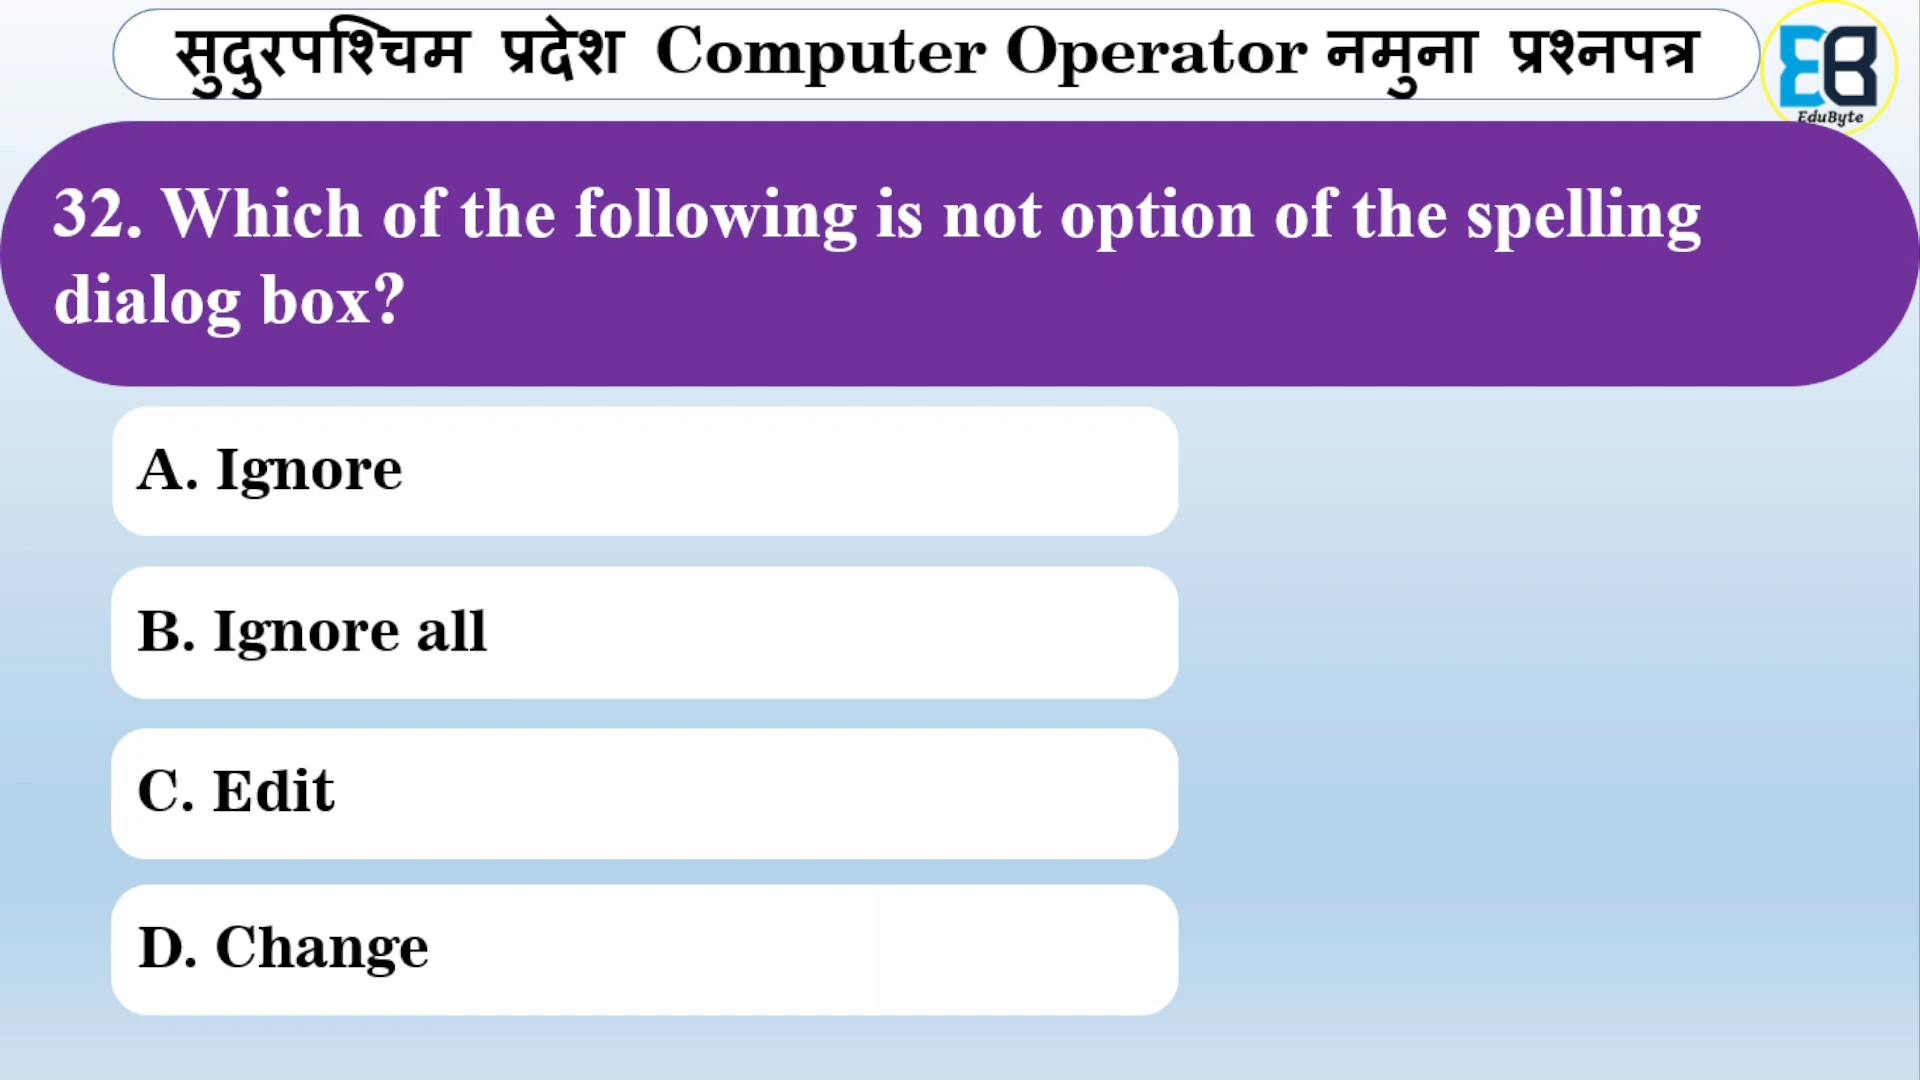 सुदुरपश्चिम प्रदेश Computer Operator नमुना प्रश्नपत्र
EB
EduByte
32. Which of the following is not option of the spelling
dialog box?
A. Ignore
B. Ignore all
C. Edit
D. Change